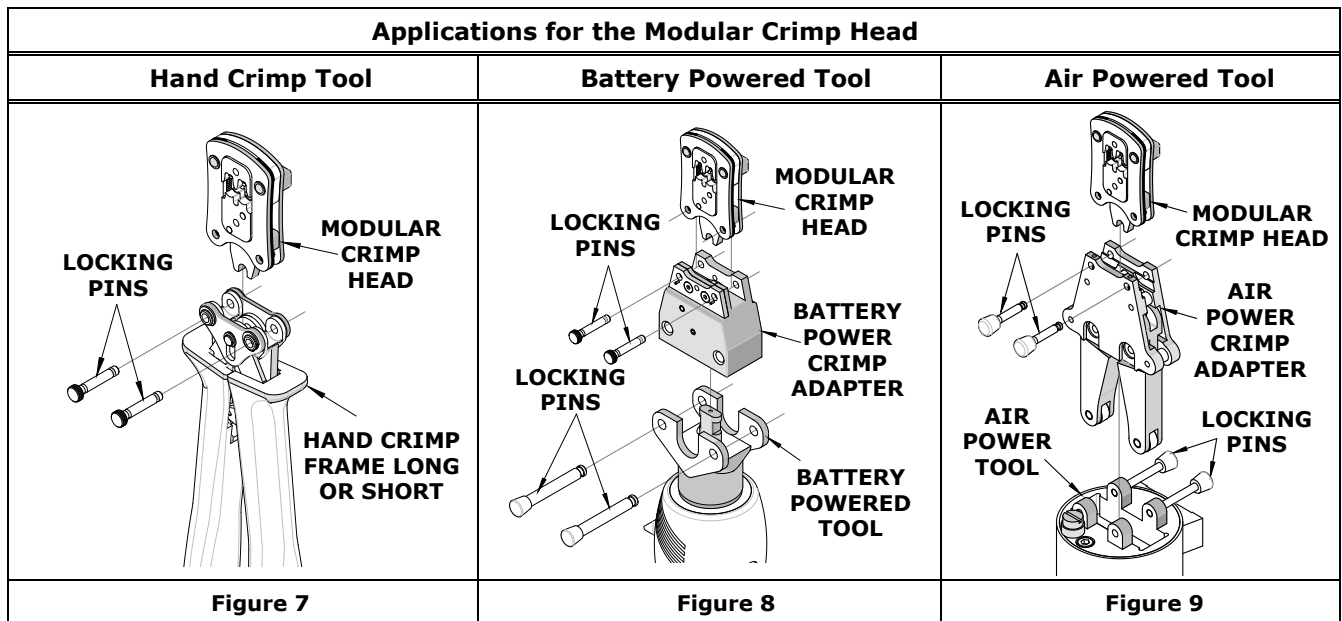 Applications for the Modular Crimp Head
Hand Crimp Tool
Battery Powered Tool
Air Powered Tool
MODULAR
CRIMP
HEAD
LOCKING
PINS
HAND CRIMP
FRAME LONG
OR SHORT
MODULAR
CRIMP
HEAD
LOCKING
PINS
BATTERY
POWER
CRIMP
ADAPTER
LOCKING
PINS
BATTERY
POWERED
TOOL
LOCKING
PINS
MODULAR
CRIMP HEAD
AIR
POWER
CRIMP
ADAPTER
AIR
POWER
TOOL
LOCKING
PINS
Figure 7
Figure 8
Figure 9